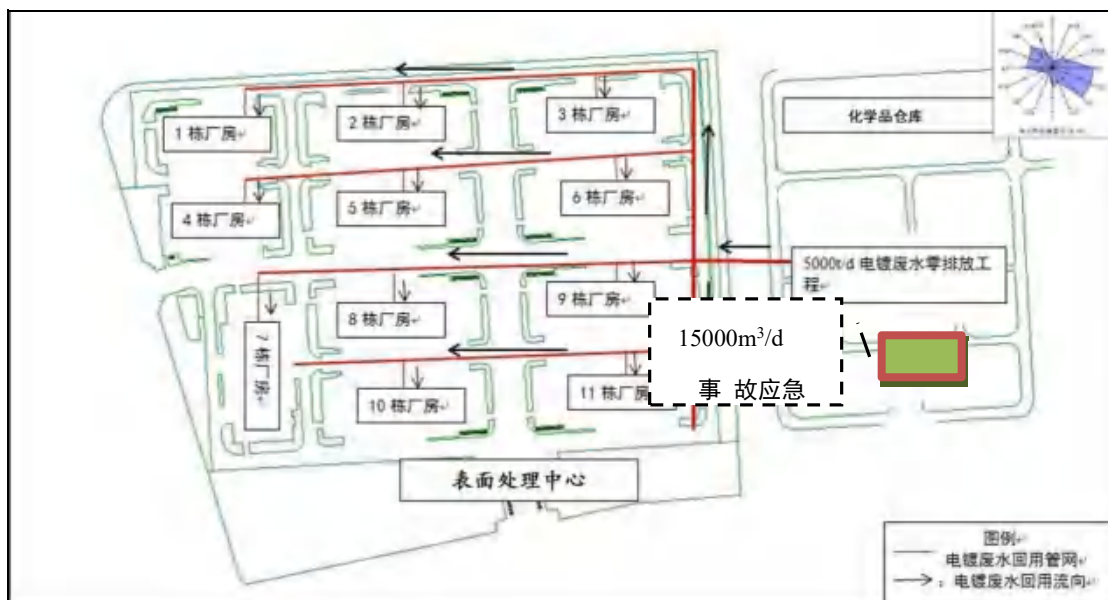 1 栋厂房
2 栋厂房
3 栋厂房
化学品仓库
4 栋厂房
5 栋厂房
6 栋厂房
5000t/d 电镀废水零排放工
程
7 栋厂房
8 栋厂房
9 栋厂房
15000m³/d
事 故应急
10 栋厂房
11 栋厂房
表面处理中心
图例
电镀废水回用管网
：电镀废水回用流向